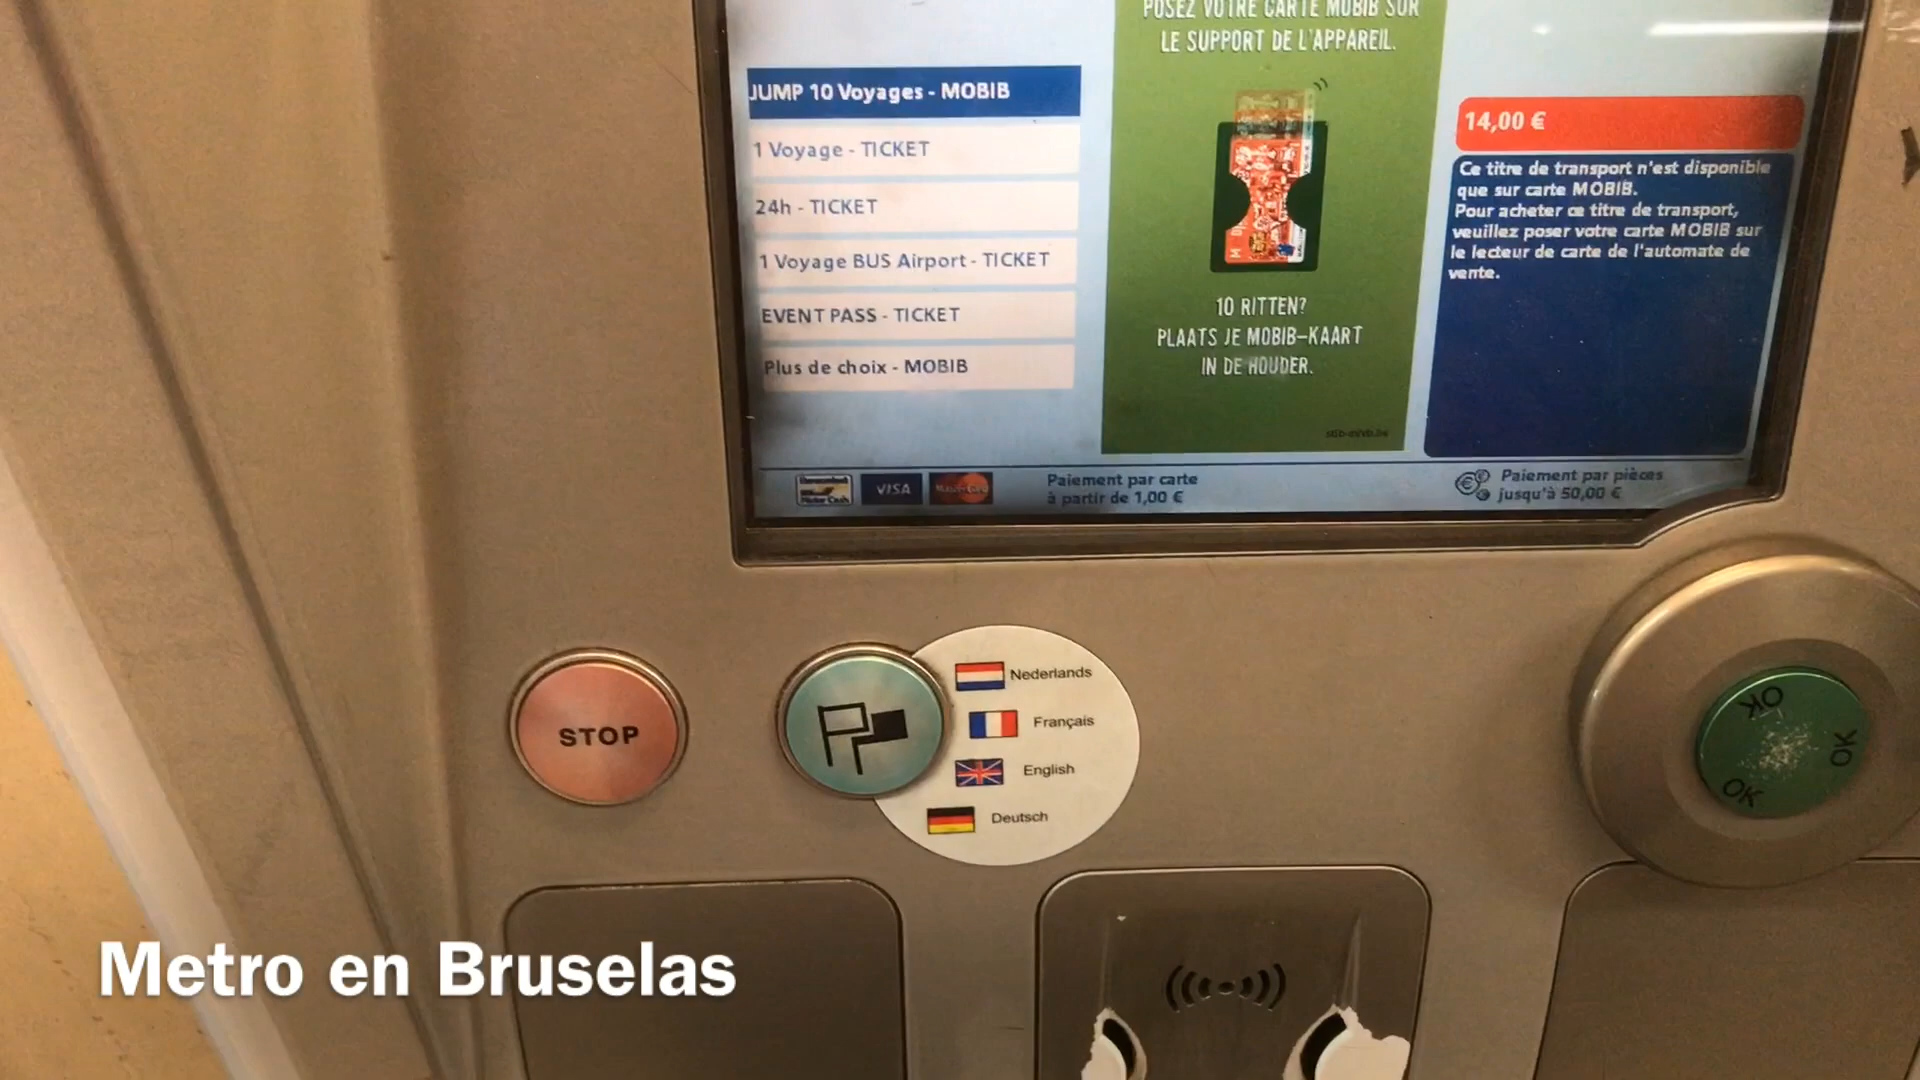 POSEZ VOTRE CARTE MOBIB SUR
LE SUPPORT DE L'APPAREIL.
JUMP 10 Voyages - MOBIB
1 Voyage - TICKET
24h - TICKET
1 Voyage BUS Airport - TICKET
EVENT PASS - TICKET
Plus de choix - MOBIB
10 RITTEN?
PLAATS JE MOBIB-KAART
IN DE HOUDER.
14,00 €
Ce titre de transport n'est disponible
que sur carte MOBIB.
Pour acheter ce titre de transport,
veuillez poser votre carte MOBIB sur
le lecteur de carte de l'automate de
vente.
VISA
MasterCard
Paiement par carte
à partir de 1,00 €
Paiement par pièces
jusqu'à 50,00 €
STOP
Nederlands
Français
English
Deutsch
OK
OK
OK
Metro en Bruselas